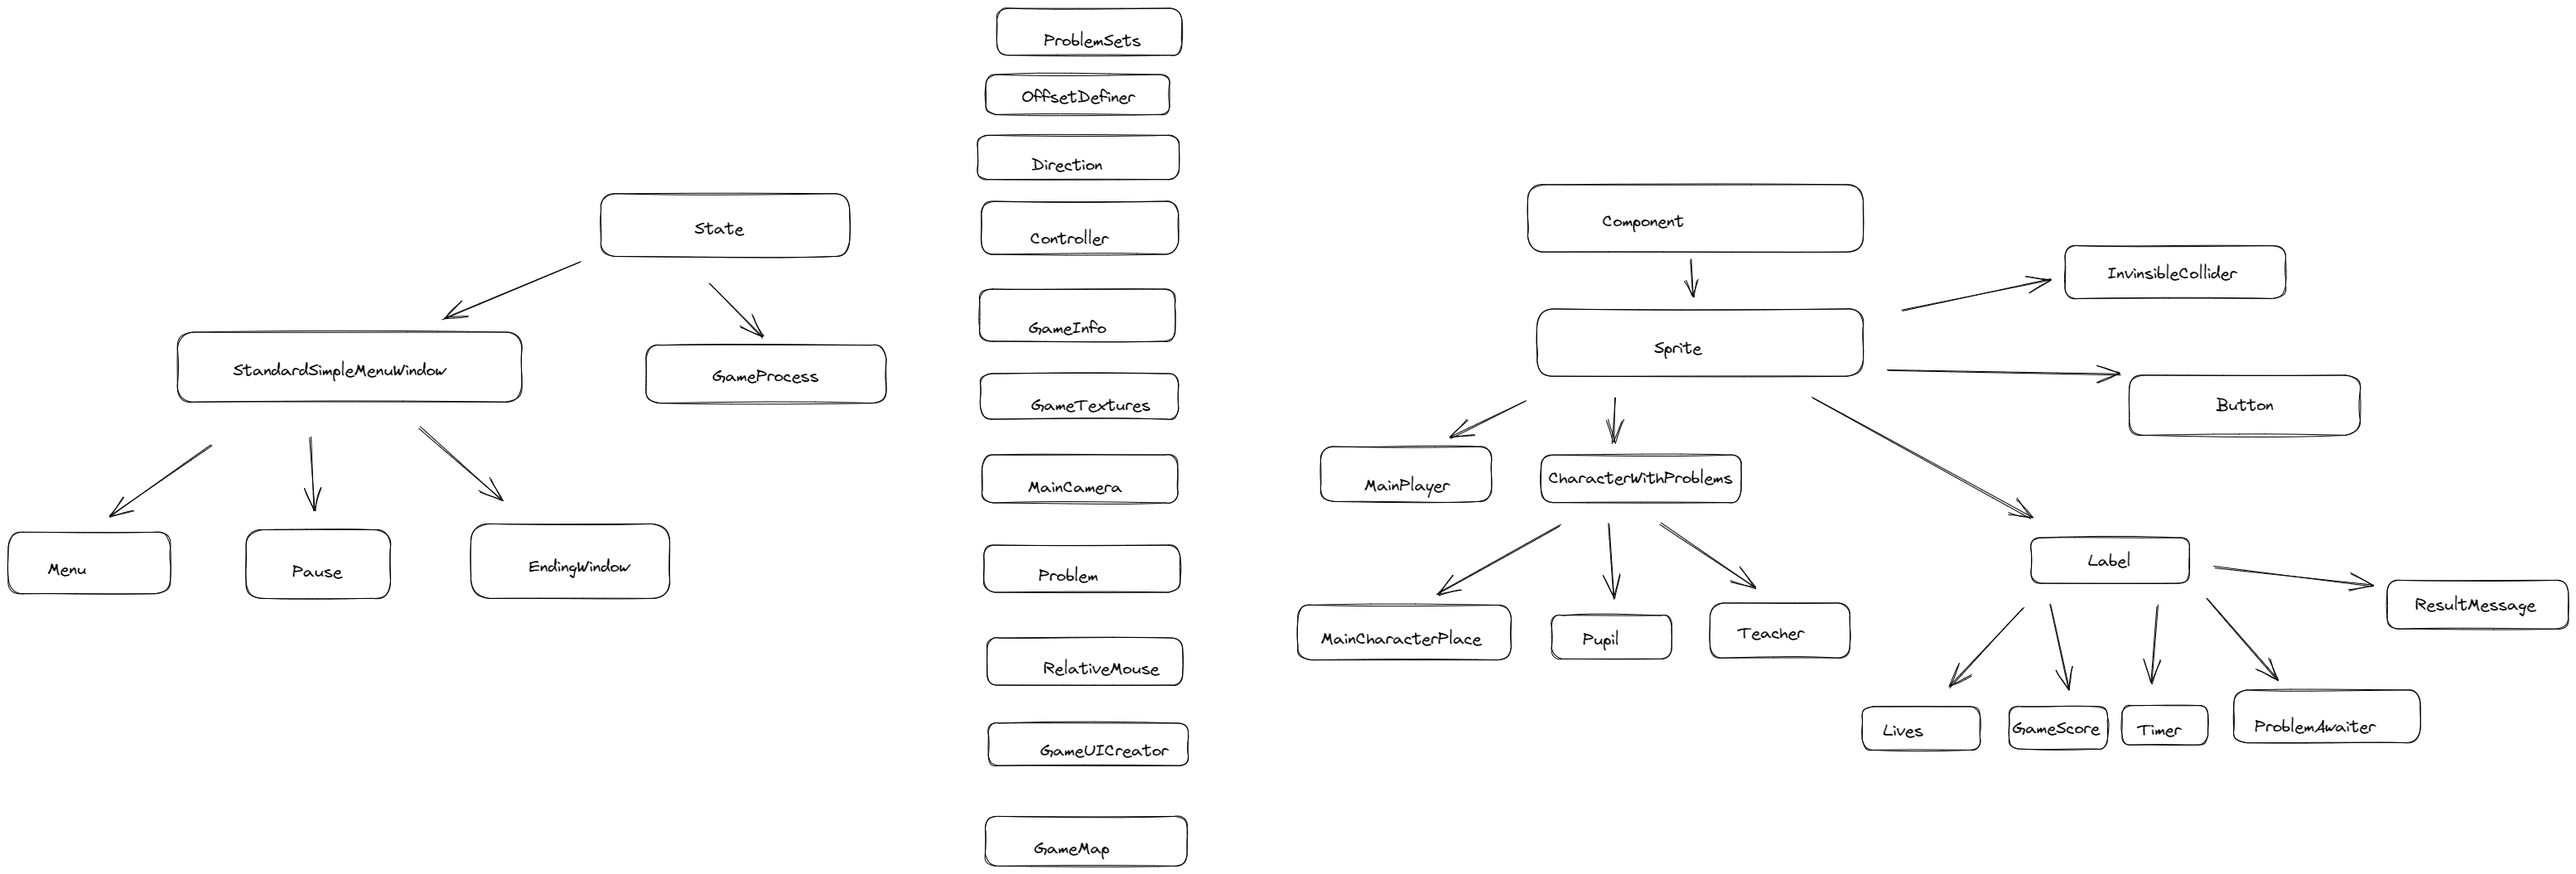 State
StandardSimpleMenuWindow
GameProcess
Menu
Pause
EndingWindow
ProblemSets
OffsetDefiner
Direction
Controller
GameInfo
GameTextures
MainCamera
Problem
RelativeMouse
GameUICreator
GameMap
Component
Sprite
InvinsibleCollider
Button
MainPlayer
CharacterWithProblems
Label
MainCharacterPlace
Pupil
Teacher
ResultMessage
Lives
GameScore
Timer
ProblemAwaiter